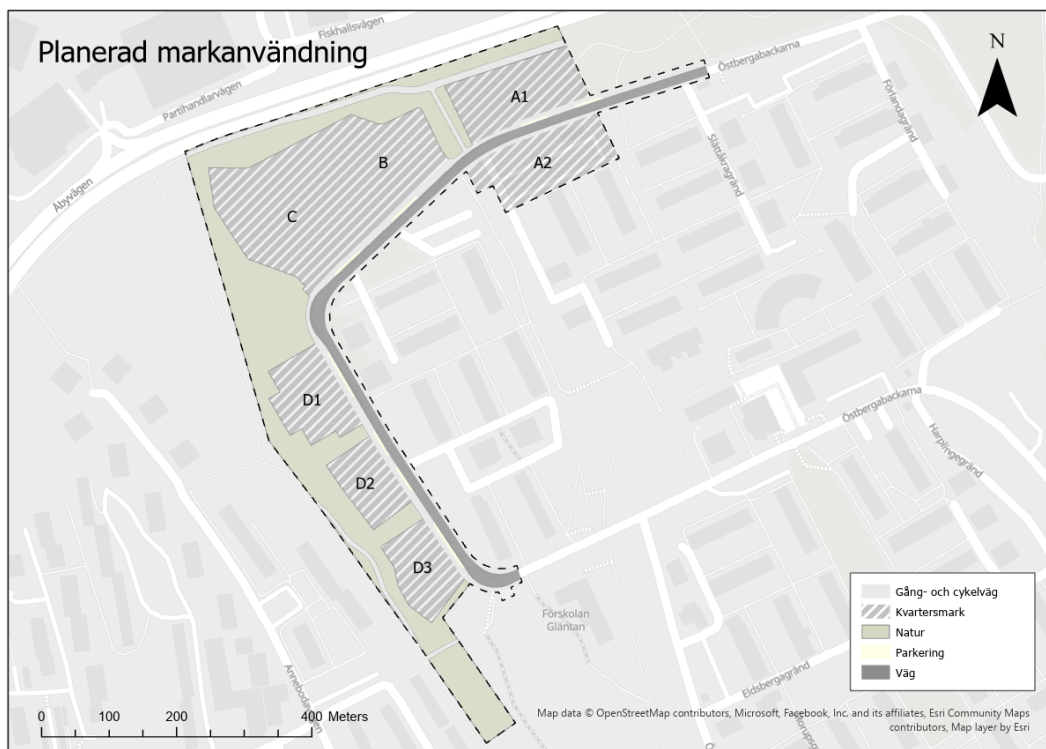 Planerad markanvändning
Fiskhallsvägen
Partihandlarvägen
Åbyvägen
Östbergabackarna
Förlandagränd
Slättåkragränd
N
A1
A2
B
C
D1
D2
D3
Östbergabackarna
Harplingegränd
Förskolan
Gläntan
Annebodavägen
Eldsbergagränd
Gång- och cykelväg
Kvartersmark
Natur
Parkering
Väg
0 100 200 400 Meters
Map data © OpenStreetMap contributors, Microsoft, Facebook, Inc. and its affiliates, Esri Community Maps
contributors, Map layer by Esri